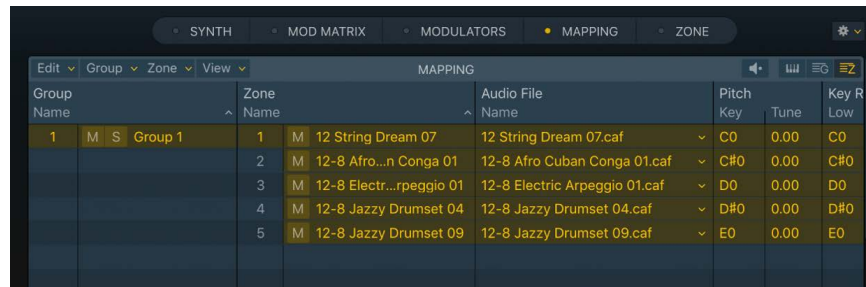 SYNTH MOD MATRIX MODULATORS MAPPING ZONE
Edit Group Zone View MAPPING
Group Zone Audio File Pitch Key R
Name Name Name Key Tune Low
1 M S Group 1 1 M 12 String Dream 07 12 String Dream 07.caf C0 0.00 C0
2 M 12-8 Afro…n Conga 01 12-8 Afro Cuban Conga 01.caf C#0 0.00 C#0
3 M 12-8 Electr…rpeggio 01 12-8 Electric Arpeggio 01.caf D0 0.00 D0
4 M 12-8 Jazzy Drumset 04 12-8 Jazzy Drumset 04.caf D#0 0.00 D#0
5 M 12-8 Jazzy Drumset 09 12-8 Jazzy Drumset 09.caf E0 0.00 E0